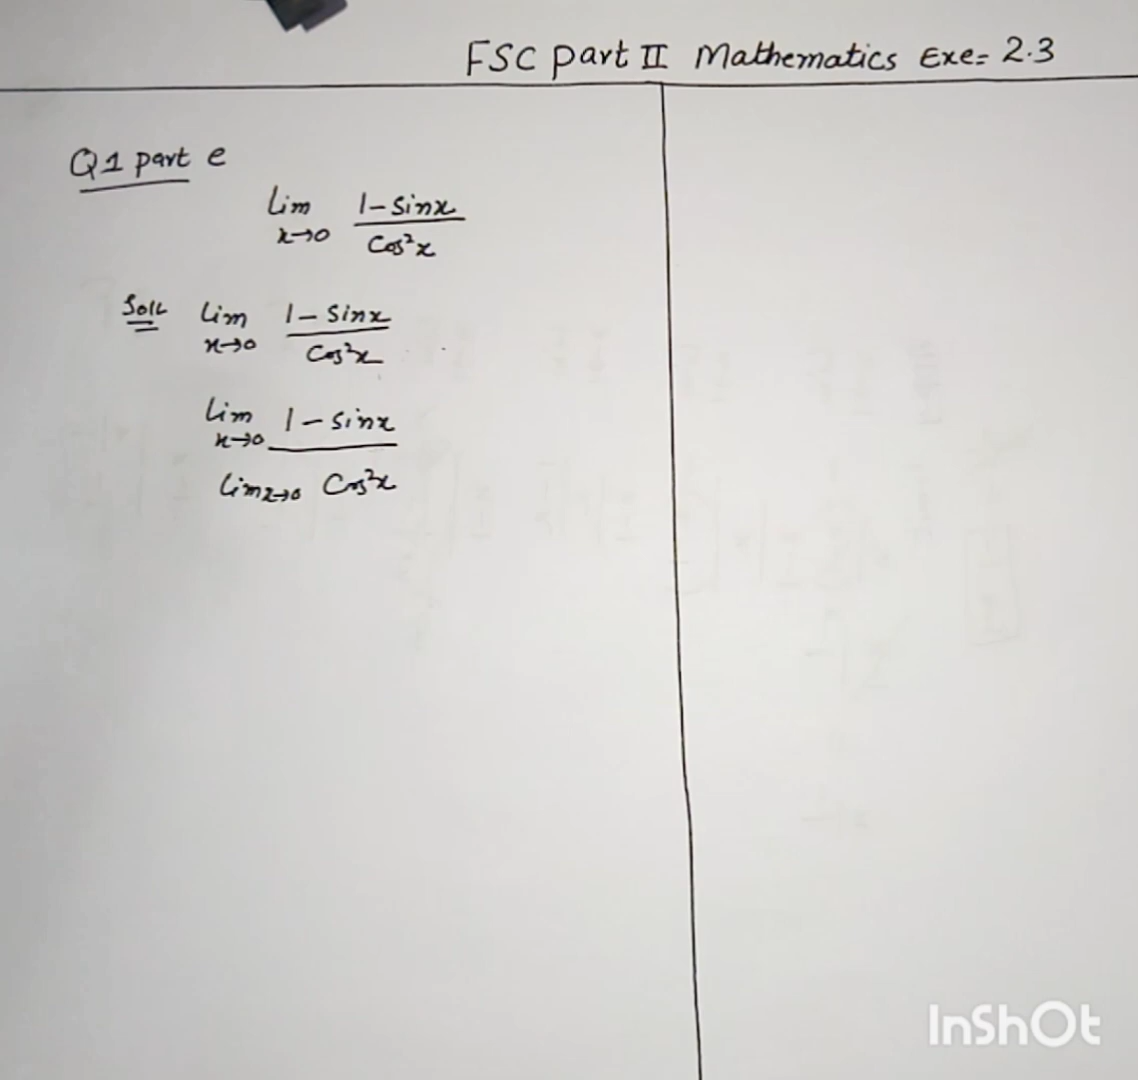 FSC part II Mathematics Exe= 2.3
Q1 part e
Lim 1-Sinx
x→0 Cos²x
Sol: Lim 1-Sinx
x→0 Cos²x
Lim 1-Sinx
x→0
Lim x→0 Cos²x
InShOt